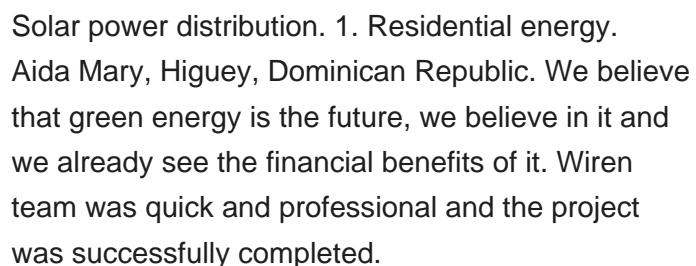 Solar power distribution. 1. Residential energy.
Aida Mary, Higuey, Dominican Republic. We believe
that green energy is the future, we believe in it and
we already see the financial benefits of it. Wiren
team was quick and professional and the project
was successfully completed.